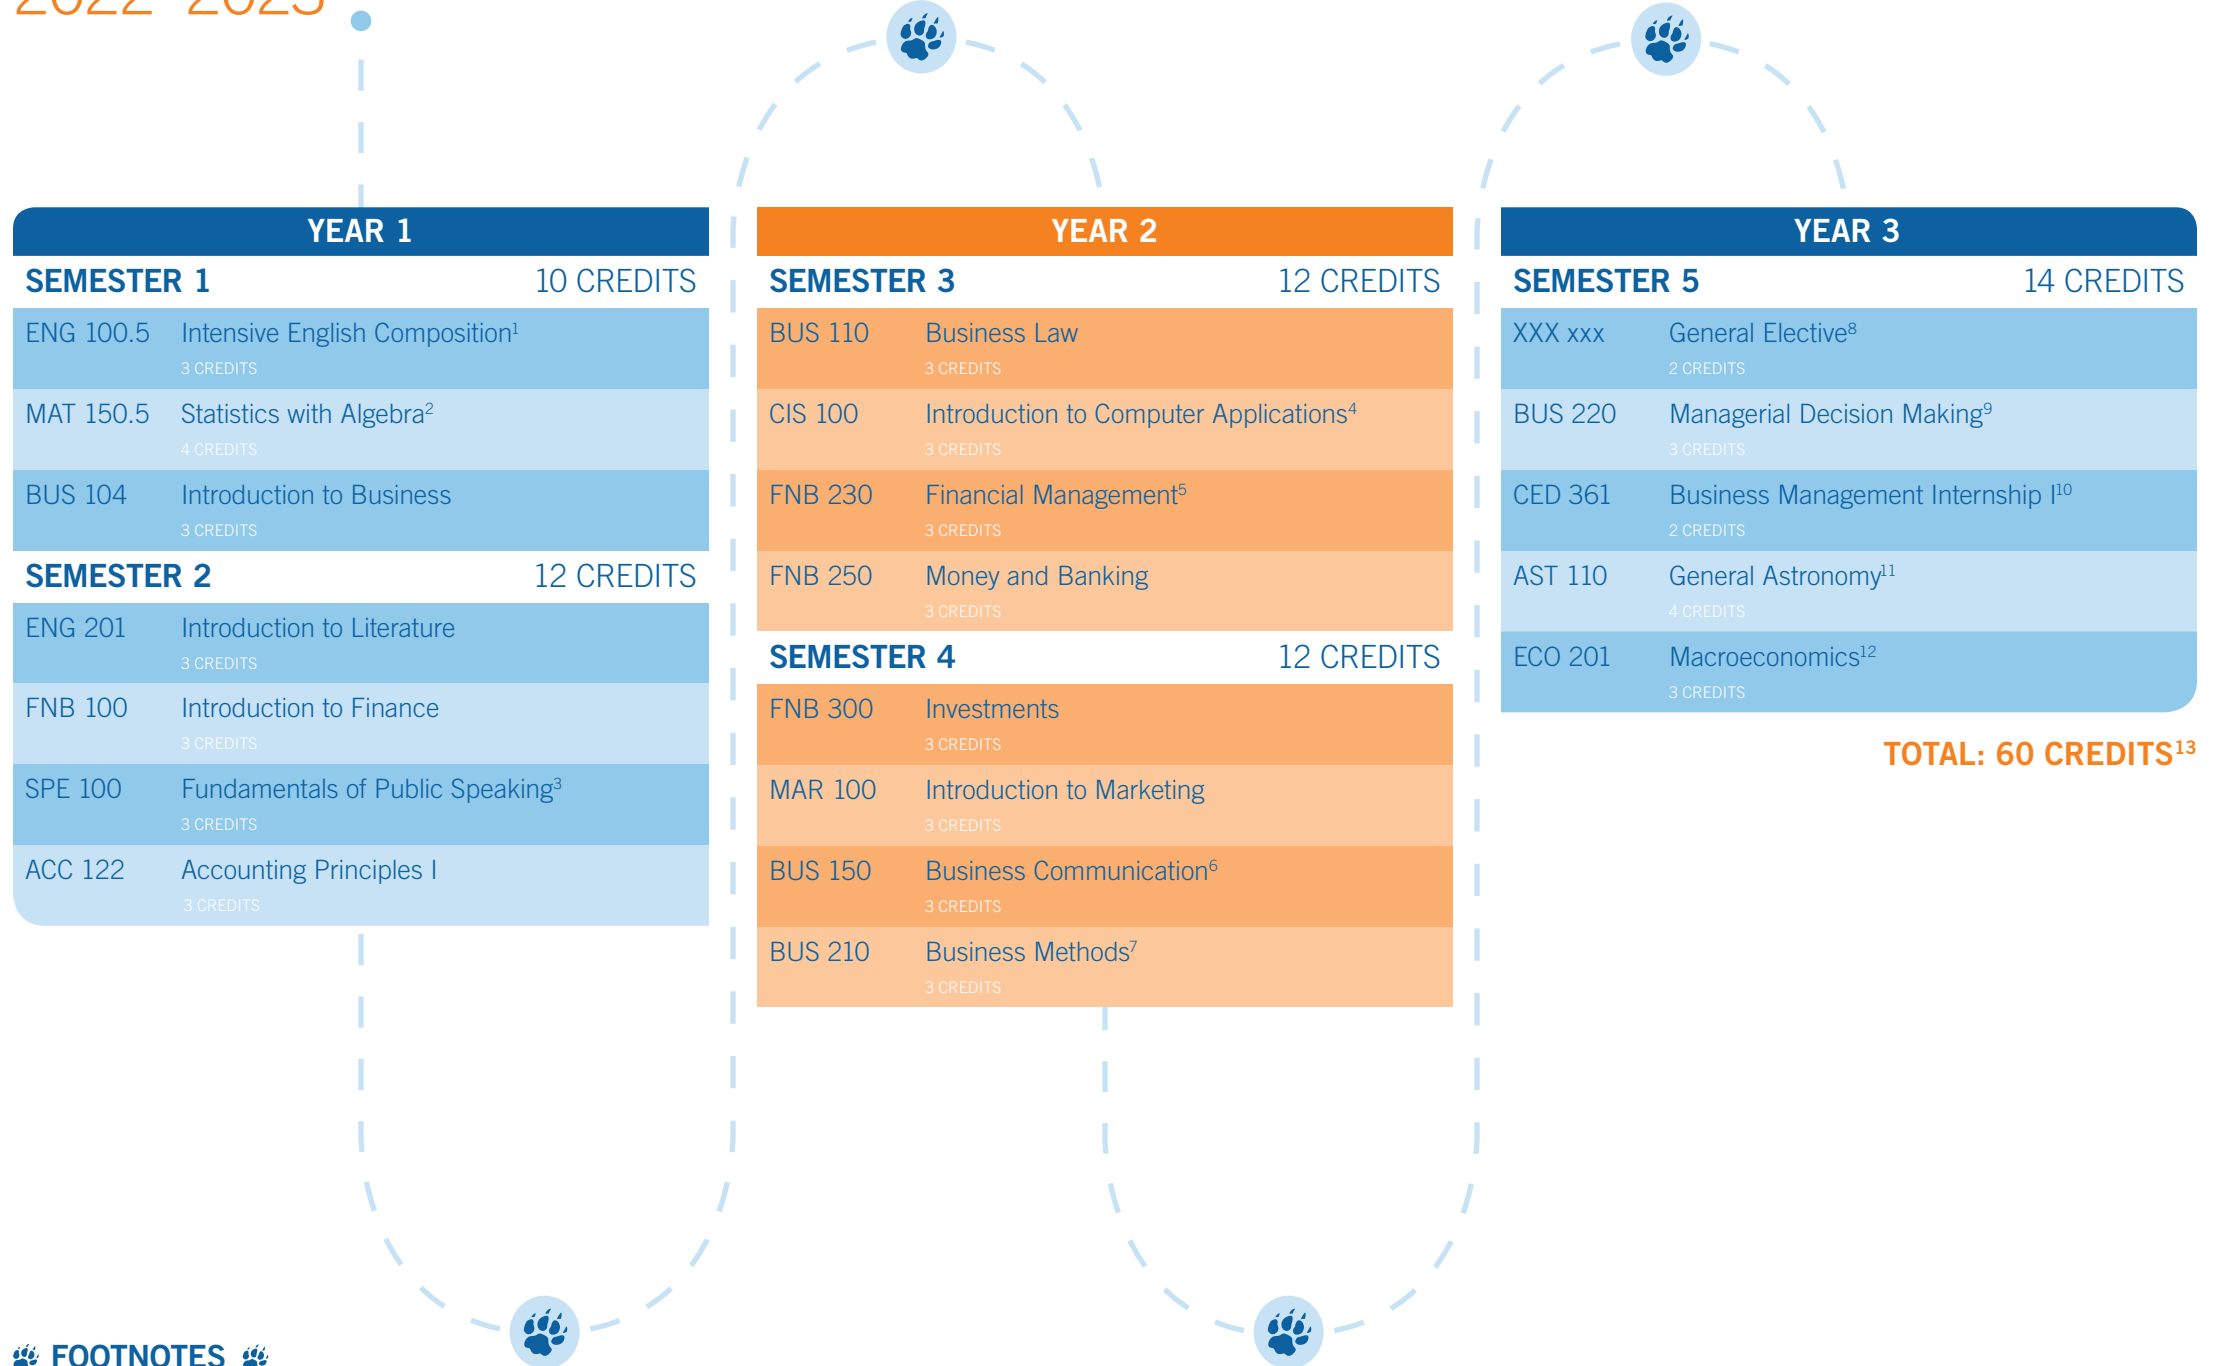 2022–2023
YEAR 1
SEMESTER 1 10 CREDITS
ENG 100.5 Intensive English Composition¹
3 CREDITS
MAT 150.5 Statistics with Algebra²
4 CREDITS
BUS 104 Introduction to Business
3 CREDITS
SEMESTER 2 12 CREDITS
ENG 201 Introduction to Literature
3 CREDITS
FNB 100 Introduction to Finance
3 CREDITS
SPE 100 Fundamentals of Public Speaking³
3 CREDITS
ACC 122 Accounting Principles I
3 CREDITS
YEAR 2
SEMESTER 3 12 CREDITS
BUS 110 Business Law
3 CREDITS
CIS 100 Introduction to Computer Applications⁴
3 CREDITS
FNB 230 Financial Management⁵
3 CREDITS
FNB 250 Money and Banking
3 CREDITS
SEMESTER 4 12 CREDITS
FNB 300 Investments
3 CREDITS
MAR 100 Introduction to Marketing
3 CREDITS
BUS 150 Business Communication⁶
3 CREDITS
BUS 210 Business Methods⁷
3 CREDITS
YEAR 3
SEMESTER 5 14 CREDITS
XXX xxx General Elective⁸
2 CREDITS
BUS 220 Managerial Decision Making⁹
3 CREDITS
CED 361 Business Management Internship I¹⁰
2 CREDITS
AST 110 General Astronomy¹¹
4 CREDITS
ECO 201 Macroeconomics¹²
3 CREDITS
TOTAL: 60 CREDITS¹³
FOOTNOTES